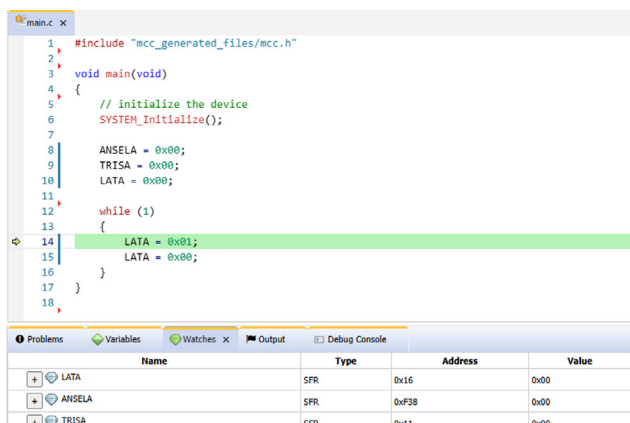 main.c x
1 #include "mcc_generated_files/mcc.h"
2
3 void main(void)
4 {
5 // initialize the device
6 SYSTEM_Initialize();
7
8 ANSELA = 0x00;
9 TRISA = 0x00;
10 LATA = 0x00;
11
12 while (1)
13 {
14 LATA = 0x01;
15 LATA = 0x00;
16 }
17 }
18
Problems Variables Watches x Output Debug Console
Name Type Address Value
LATA SFR 0x16 0x00
ANSELA SFR 0xF38 0x00
TRISA SFR 0x11 0x00